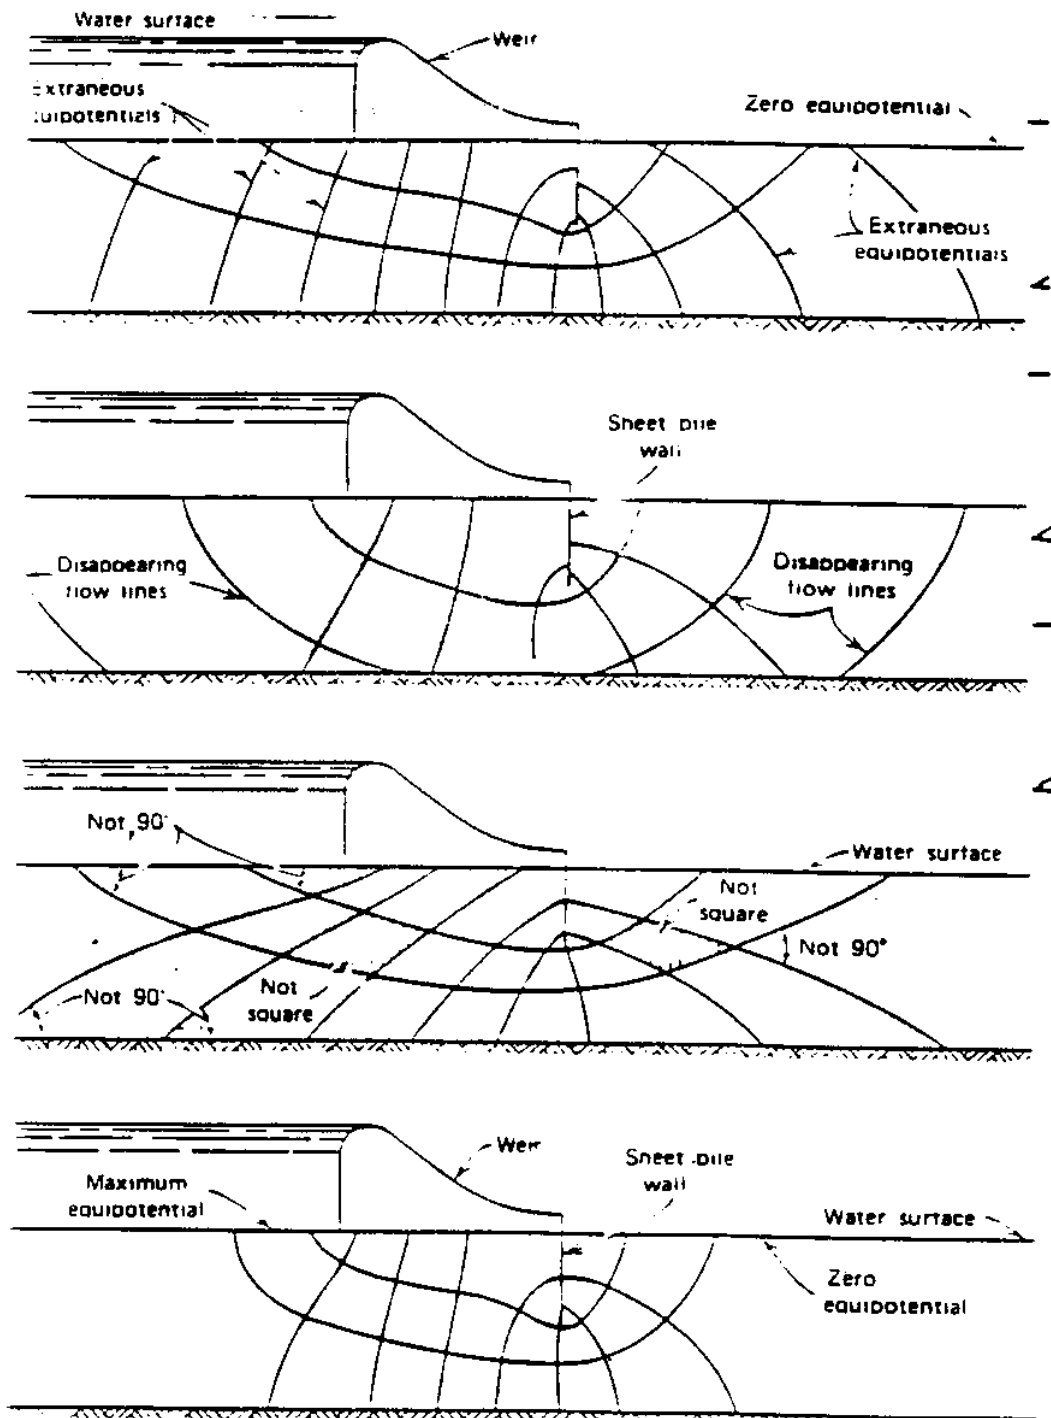 Water surface
Weir
Extraneous
equipotentials
Zero equipotential
Extraneous
equipotentials
Sheet pile
wall
Disappearing
flow lines
Disappearing
flow lines
Not 90°
Water surface
Not
square
Not 90°
Not 90°
Not
square
Weir
Sheet pile
wall
Maximum
equipotential
Water surface
Zero
equipotential